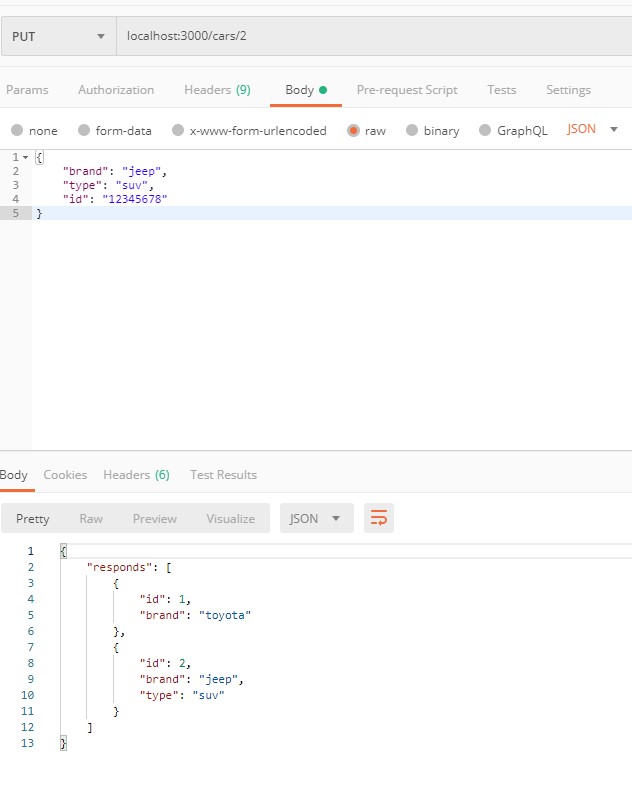 PUT localhost:3000/cars/2
Params Authorization Headers (9) Body Pre-request Script Tests Settings
none form-data x-www-form-urlencoded raw binary GraphQL JSON
1 {
2 "brand": "jeep",
3 "type": "suv",
4 "id": "12345678"
5 }
Body Cookies Headers (6) Test Results
Pretty Raw Preview Visualize JSON
1 {
2 "responds": [
3 {
4 "id": 1,
5 "brand": "toyota"
6 },
7 {
8 "id": 2,
9 "brand": "jeep",
10 "type": "suv"
11 }
12 ]
13 }